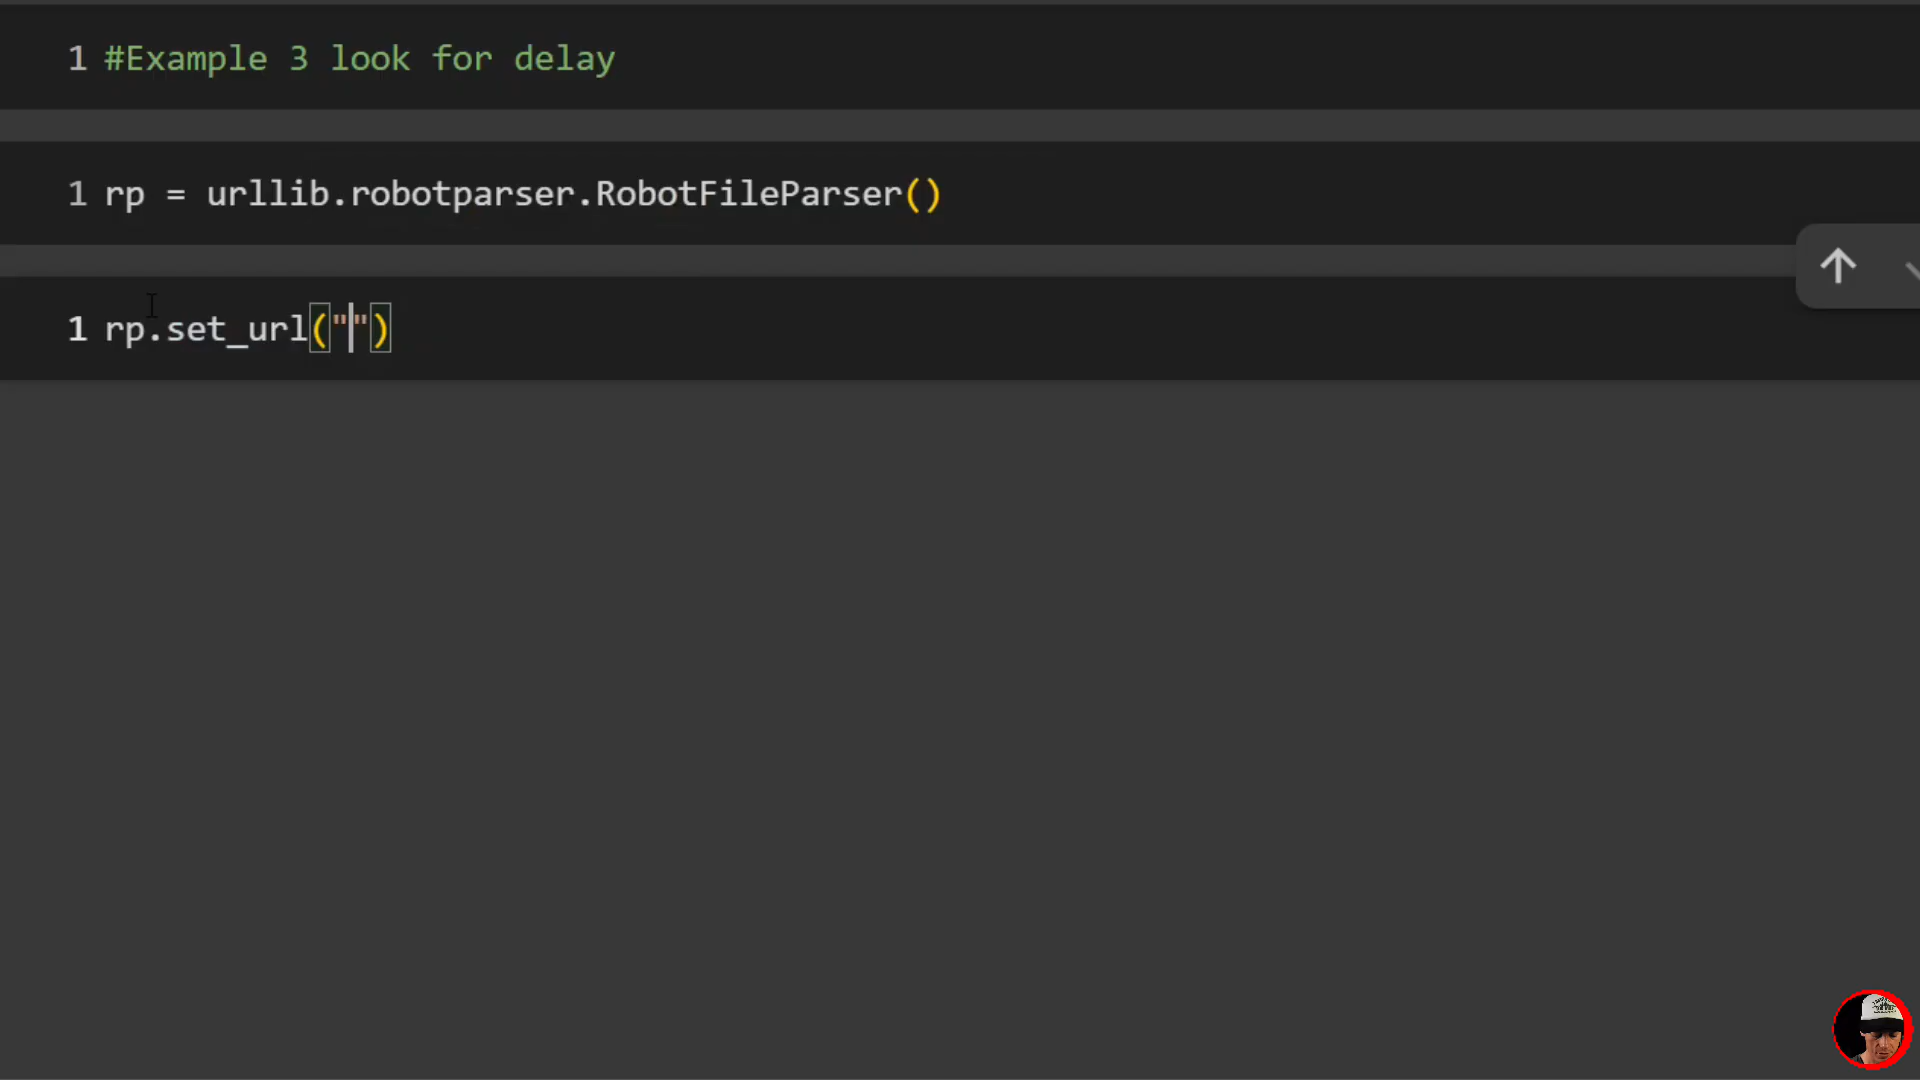 1 #Example 3 look for delay
1 rp = urllib.robotparser.RobotFileParser()
1 rp.set_url("")